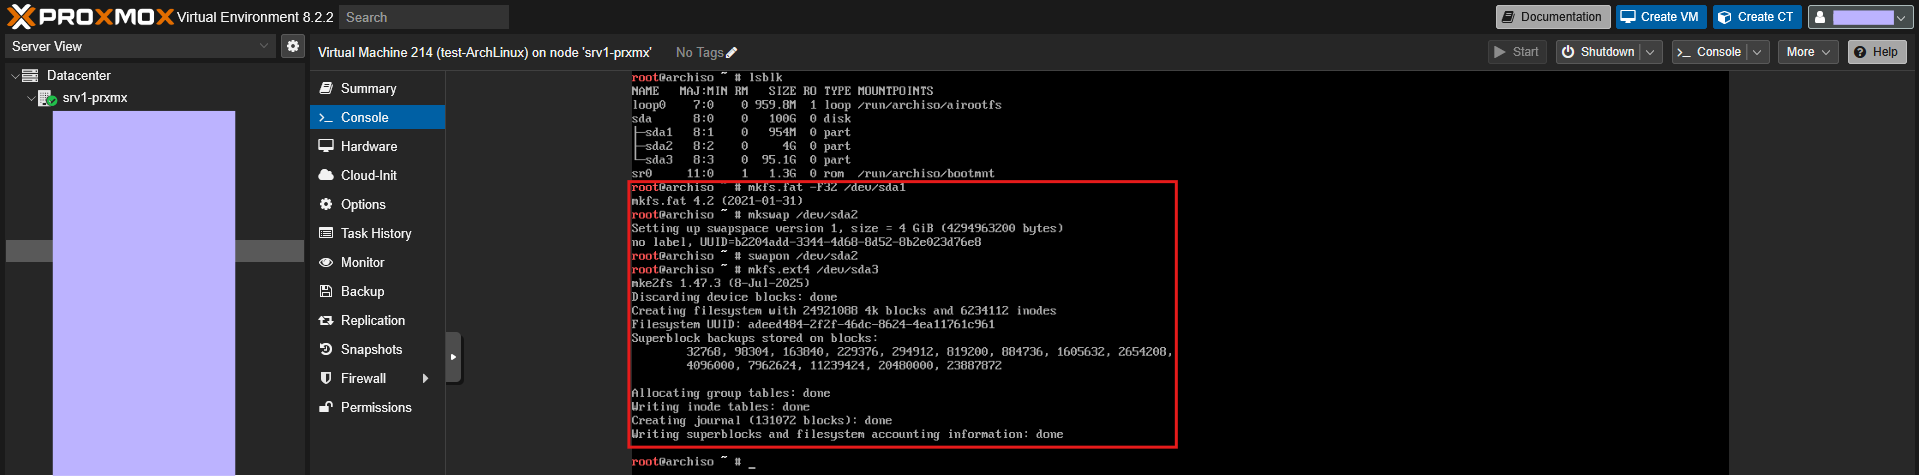 PROXMOX Virtual Environment 8.2.2 Search Documentation Create VM Create CT
Server View
Virtual Machine 214 (test-ArchLinux) on node 'srv1-prxmx' No Tags Start Shutdown >_ Console More Help
Datacenter
srv1-prxmx
Summary
>_ Console
Hardware
Cloud-Init
Options
Task History
Monitor
Backup
Replication
Snapshots
Firewall
Permissions
root@archiso ~ # lsblk
NAME   MAJ:MIN RM   SIZE RO TYPE MOUNTPOINTS
loop0    7:0    0 959.8M  1 loop /run/archiso/airootfs
sda      8:0    0   100G  0 disk
├─sda1   8:1    0   954M  0 part
├─sda2   8:2    0     4G  0 part
└─sda3   8:3    0  95.1G  0 part
sr0     11:0    1   1.3G  0 rom  /run/archiso/bootmnt
root@archiso ~ # mkfs.fat -F32 /dev/sda1
mkfs.fat 4.2 (2021-01-31)
root@archiso ~ # mkswap /dev/sda2
Setting up swapspace version 1, size = 4 GiB (4294963200 bytes)
no label, UUID=b2204add-3344-4d68-8d52-8b2e023d76e8
root@archiso ~ # swapon /dev/sda2
root@archiso ~ # mkfs.ext4 /dev/sda3
mke2fs 1.47.3 (8-Jul-2025)
Discarding device blocks: done
Creating filesystem with 24921088 4k blocks and 6234112 inodes
Filesystem UUID: adeed484-2f2f-46dc-8624-4ea11761c961
Superblock backups stored on blocks:
32768, 98304, 163840, 229376, 294912, 819200, 884736, 1605632, 2654208,
4096000, 7962624, 11239424, 20480000, 23887872
Allocating group tables: done
Writing inode tables: done
Creating journal (131072 blocks): done
Writing superblocks and filesystem accounting information: done
root@archiso ~ # _